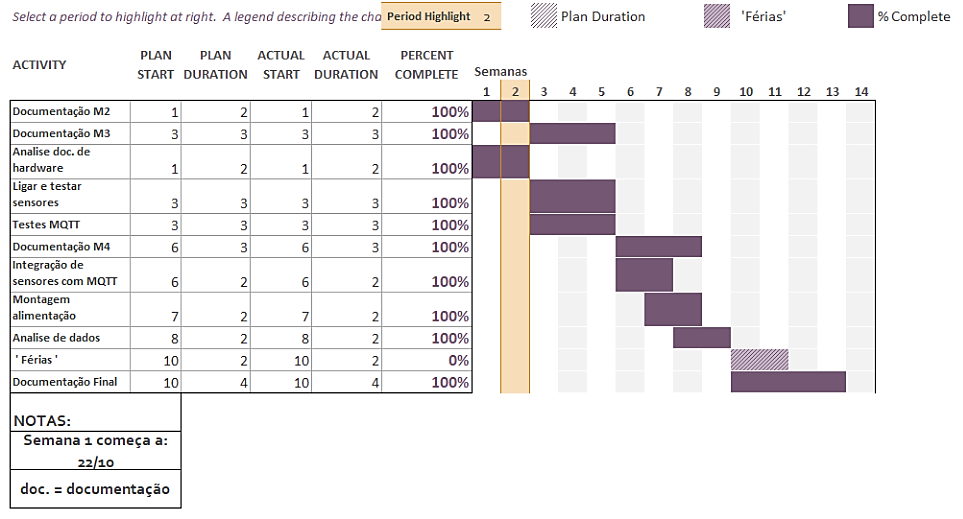 Select a period to highlight at right.  A legend describing the cha
Period Highlight 2
Plan Duration
'Férias'
% Complete
ACTIVITY
PLAN START
PLAN DURATION
ACTUAL START
ACTUAL DURATION
PERCENT COMPLETE
Semanas
1 2 3 4 5 6 7 8 9 10 11 12 13 14
Documentação M2 1 2 1 2 100%
Documentação M3 3 3 3 3 100%
Analise doc. de
hardware 1 2 1 2 100%
Ligar e testar
sensores 3 3 3 3 100%
Testes MQTT 3 3 3 3 100%
Documentação M4 6 3 6 3 100%
Integração de
sensores com MQTT 6 2 6 2 100%
Montagem
alimentação 7 2 7 2 100%
Analise de dados 8 2 8 2 100%
' Férias ' 10 2 10 2 0%
Documentação Final 10 4 10 4 100%
NOTAS:
Semana 1 começa a:
22/10
doc. = documentação